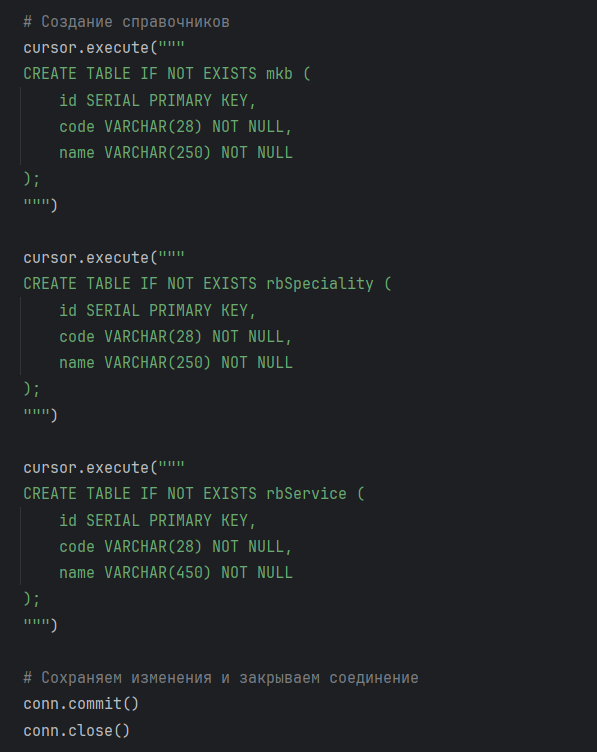 # Создание справочников
cursor.execute("""
CREATE TABLE IF NOT EXISTS mkb (
    id SERIAL PRIMARY KEY,
    code VARCHAR(28) NOT NULL,
    name VARCHAR(250) NOT NULL
);
""")

cursor.execute("""
CREATE TABLE IF NOT EXISTS rbSpeciality (
    id SERIAL PRIMARY KEY,
    code VARCHAR(28) NOT NULL,
    name VARCHAR(250) NOT NULL
);
""")

cursor.execute("""
CREATE TABLE IF NOT EXISTS rbService (
    id SERIAL PRIMARY KEY,
    code VARCHAR(28) NOT NULL,
    name VARCHAR(450) NOT NULL
);
""")

# Сохраняем изменения и закрываем соединение
conn.commit()
conn.close()